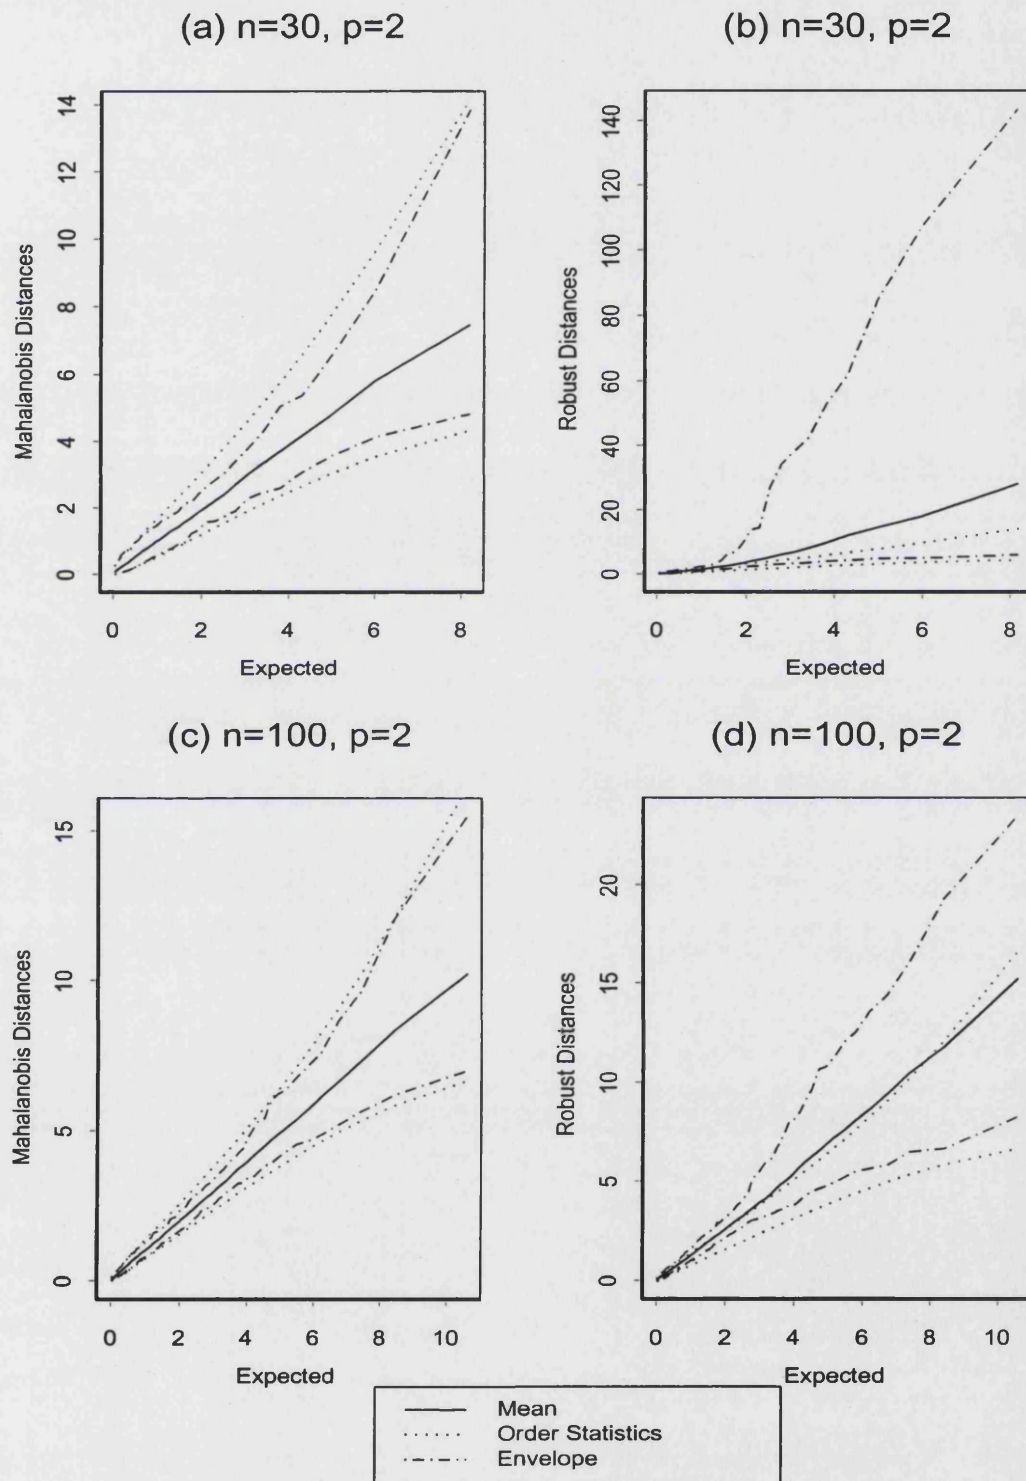 (a) n=30, p=2
(b) n=30, p=2
Mahalanobis Distances
0 2 4 6 8 10 12 14
0 2 4 6 8
Expected
Robust Distances
0 20 40 60 80 100 120 140
0 2 4 6 8
Expected
(c) n=100, p=2
(d) n=100, p=2
Mahalanobis Distances
0 5 10 15
0 2 4 6 8 10
Expected
Robust Distances
0 5 10 15 20
0 2 4 6 8 10
Expected
Mean
Order Statistics
Envelope